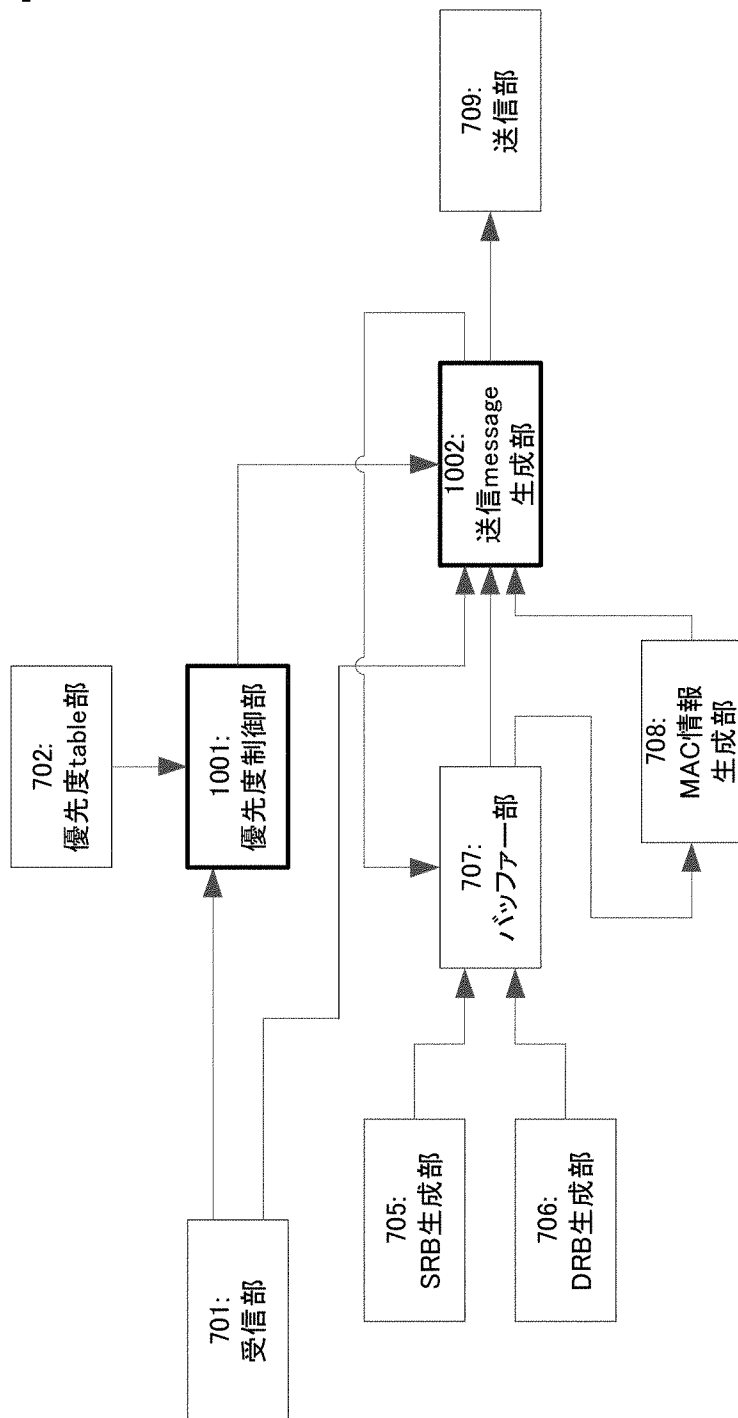 701:
受信部
702:
優先度table部
1001:
優先度制御部
705:
SRB生成部
706:
DRB生成部
707:
バッファー部
708:
MAC情報
生成部
1002:
送信message
生成部
709:
送信部